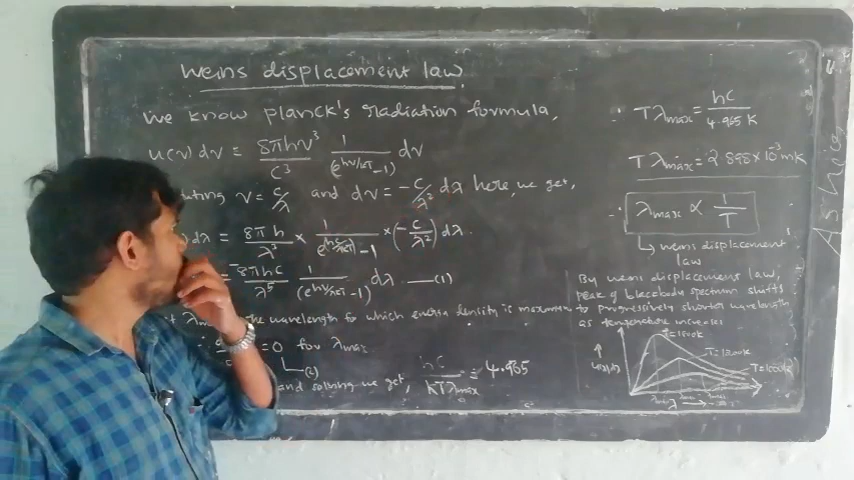 weins displacement law
We know planck's radiation formula,
u(ν) dν = 8πhν³/c³ 1/(e^(hν/kT) -1) dν
ν = c/λ and dν = -c/λ² dλ here, we get,
dλ = 8πh/λ³ × 1/(e^(hc/λkT) -1) × (-c/λ²) dλ.
= -8πhc/λ⁵ 1/(e^(hc/λkT) -1) dλ —(1)
λmax the wavelength for which energy density is maximum
=0 for λmax
(2)
and solving we get, hc/kTλmax = 4.965
∴ Tλmax = hc/4.965 K
Tλmax = 2.898 × 10⁻³ mK
∴ λmax ∝ 1/T
↳ weins displacement
law
By weins displacement law,
peak of blackbody spectrum shifts
to progressively shorter wavelength
as temperature increases
T=1200K
T=1000K
λ →